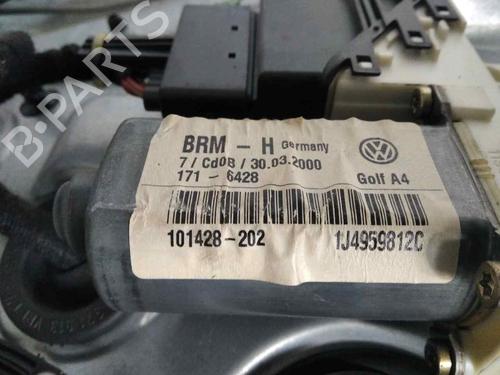 BRM - H Germany
7 / Cd08 / 30.03.2000
171 - 6428 Golf A4
101428-202 1J4959812C
B-PARTS